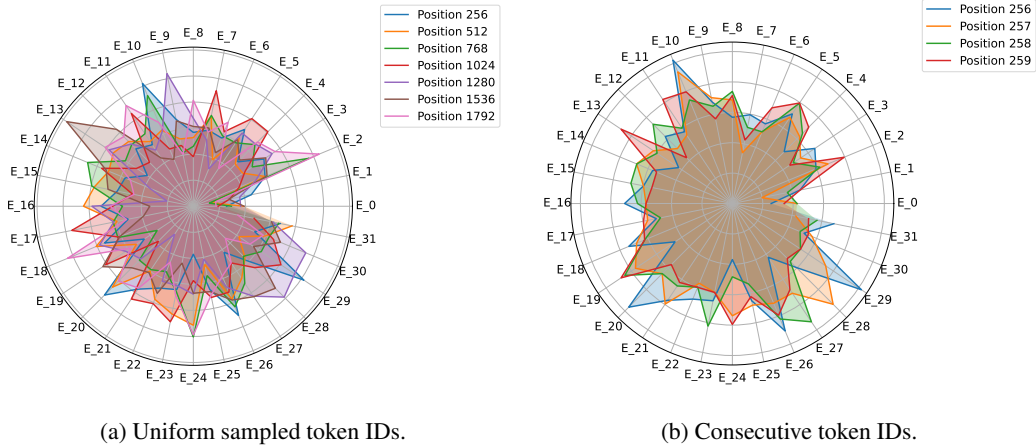 E_0
E_1
E_2
E_3
E_4
E_5
E_6
E_7
E_8
E_9
E_10
E_11
E_12
E_13
E_14
E_15
E_16
E_17
E_18
E_19
E_20
E_21
E_22
E_23
E_24
E_25
E_26
E_27
E_28
E_29
E_30
E_31
Position 256
Position 512
Position 768
Position 1024
Position 1280
Position 1536
Position 1792
(a) Uniform sampled token IDs.
E_0
E_1
E_2
E_3
E_4
E_5
E_6
E_7
E_8
E_9
E_10
E_11
E_12
E_13
E_14
E_15
E_16
E_17
E_18
E_19
E_20
E_21
E_22
E_23
E_24
E_25
E_26
E_27
E_28
E_29
E_30
E_31
Position 256
Position 257
Position 258
Position 259
(b) Consecutive token IDs.